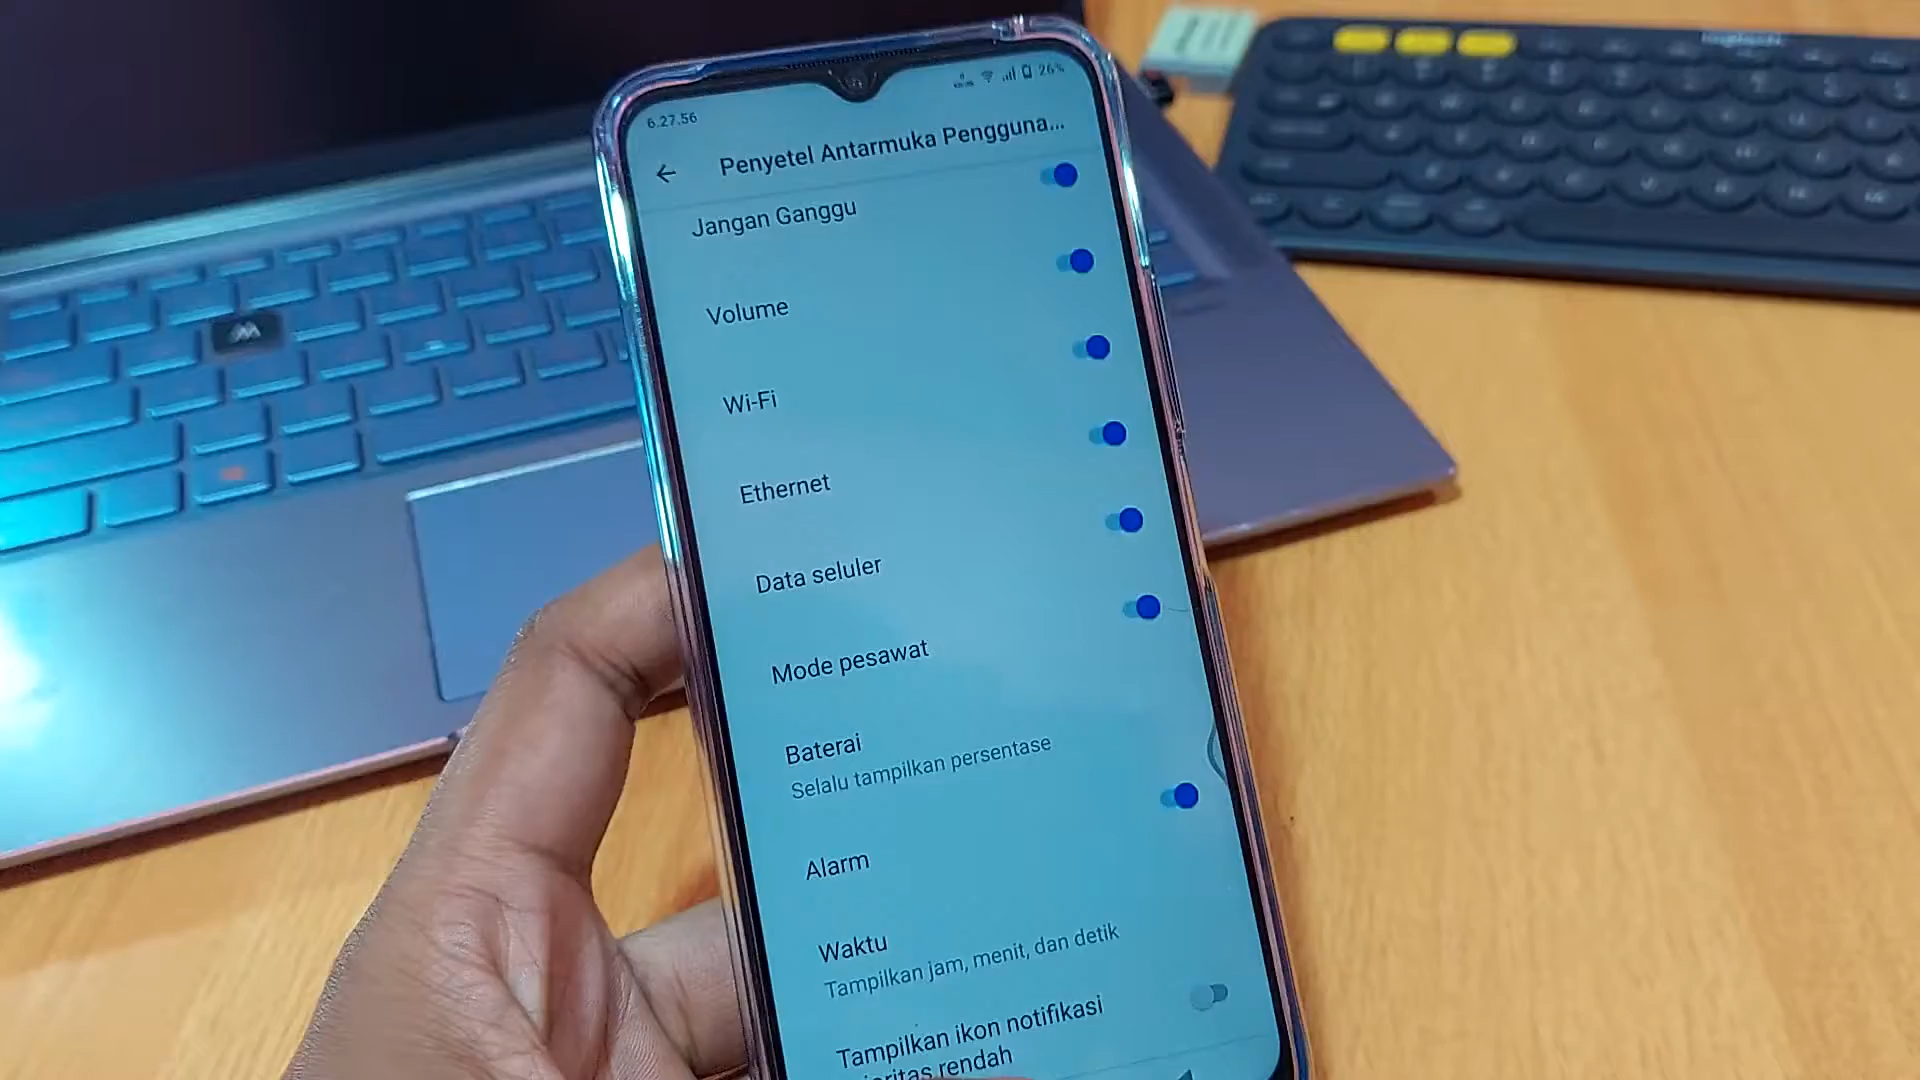 6.27.56
26%
Penyetel Antarmuka Pengguna...
Jangan Ganggu
Volume
Wi-Fi
Ethernet
Data seluler
Mode pesawat
Baterai
Selalu tampilkan persentase
Alarm
Waktu
Tampilkan jam, menit, dan detik
Tampilkan ikon notifikasi
rendah